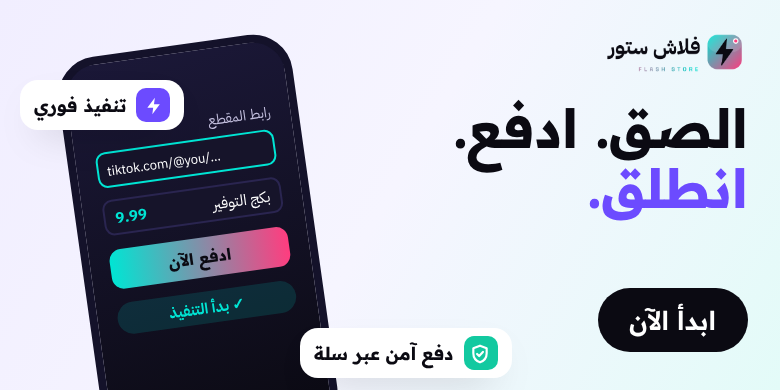 فلاش ستور
FLASH STORE
الصق. ادفع.
انطلق.
ابدأ الآن
تنفيذ فوري
رابط المقطع
tiktok.com/@you/...
بكج التوفير 9.99
ادفع الآن
✓ بدأ التنفيذ
دفع آمن عبر سلة